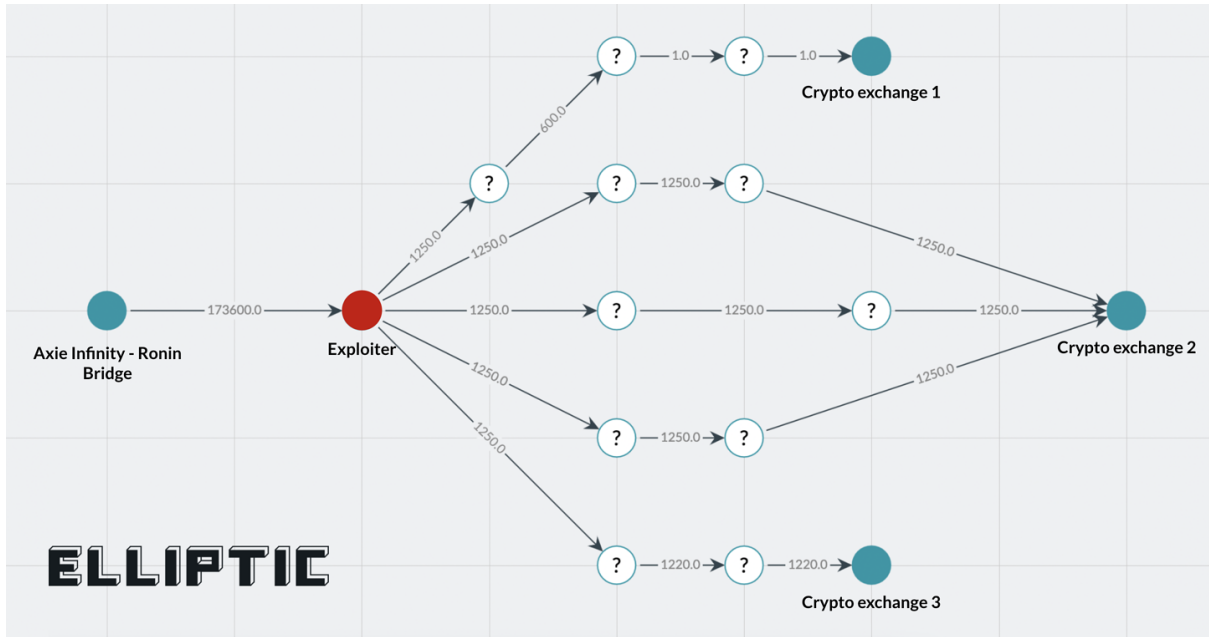 ? 1.0 ? 1.0
Crypto exchange 1
600.0
? ? 1250.0 ?
1250.0 1250.0 1250.0
173600.0 1250.0 ? 1250.0 ? 1250.0
Axie Infinity - Ronin
Bridge
Exploiter
Crypto exchange 2
1250.0 1250.0
1250.0 ? 1250.0 ?
ELLIPTIC
? 1220.0 ? 1220.0
Crypto exchange 3